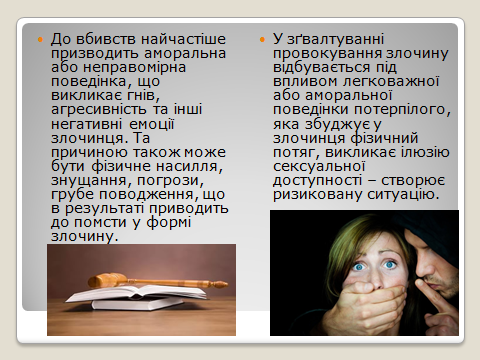 До вбивств найчастіше
призводить аморальна
або неправомірна
поведінка, що
викликає гнів,
агресивність та інші
негативні емоції
злочинця. Та
причиною також може
бути фізичне насилля,
знущання, погрози,
грубе поводження, що
в результаті приводить
до помсти у формі
злочину.
У зґвалтуванні
провокування злочину
відбувається під
впливом легковажної
або аморальної
поведінки потерпілого,
яка збуджує у
злочинця фізичний
потяг, викликає ілюзію
сексуальної
доступності – створює
ризиковану ситуацію.